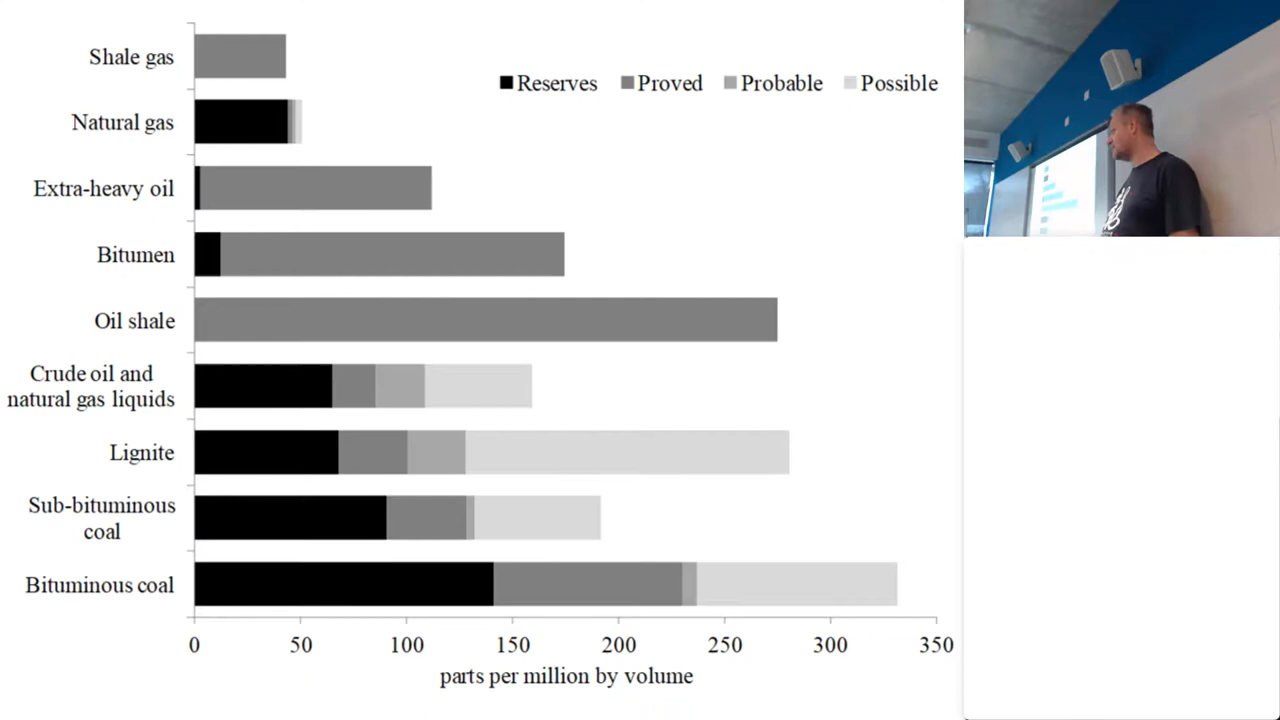 Shale gas
Reserves Proved Probable Possible
Natural gas
Extra-heavy oil
Bitumen
Oil shale
Crude oil and
natural gas liquids
Lignite
Sub-bituminous
coal
Bituminous coal
0 50 100 150 200 250 300 350
parts per million by volume